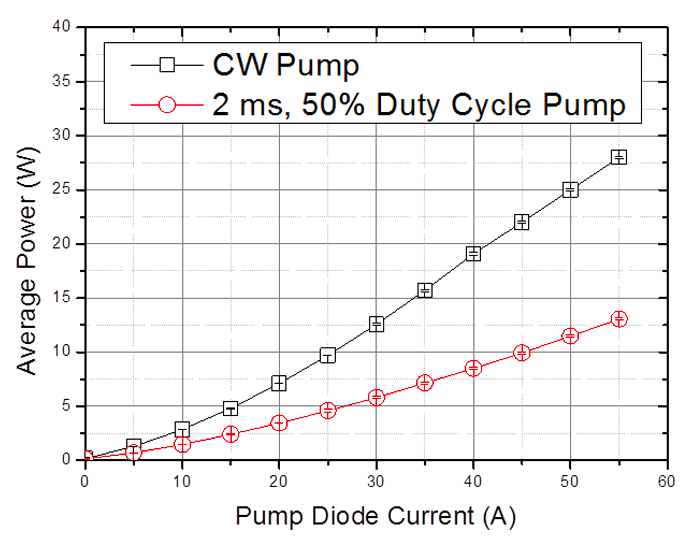 40
CW Pump
35
2 ms, 50% Duty Cycle Pump
30
25
20
15
10
5
0
Average Power (W)
0 10 20 30 40 50 60
Pump Diode Current (A)